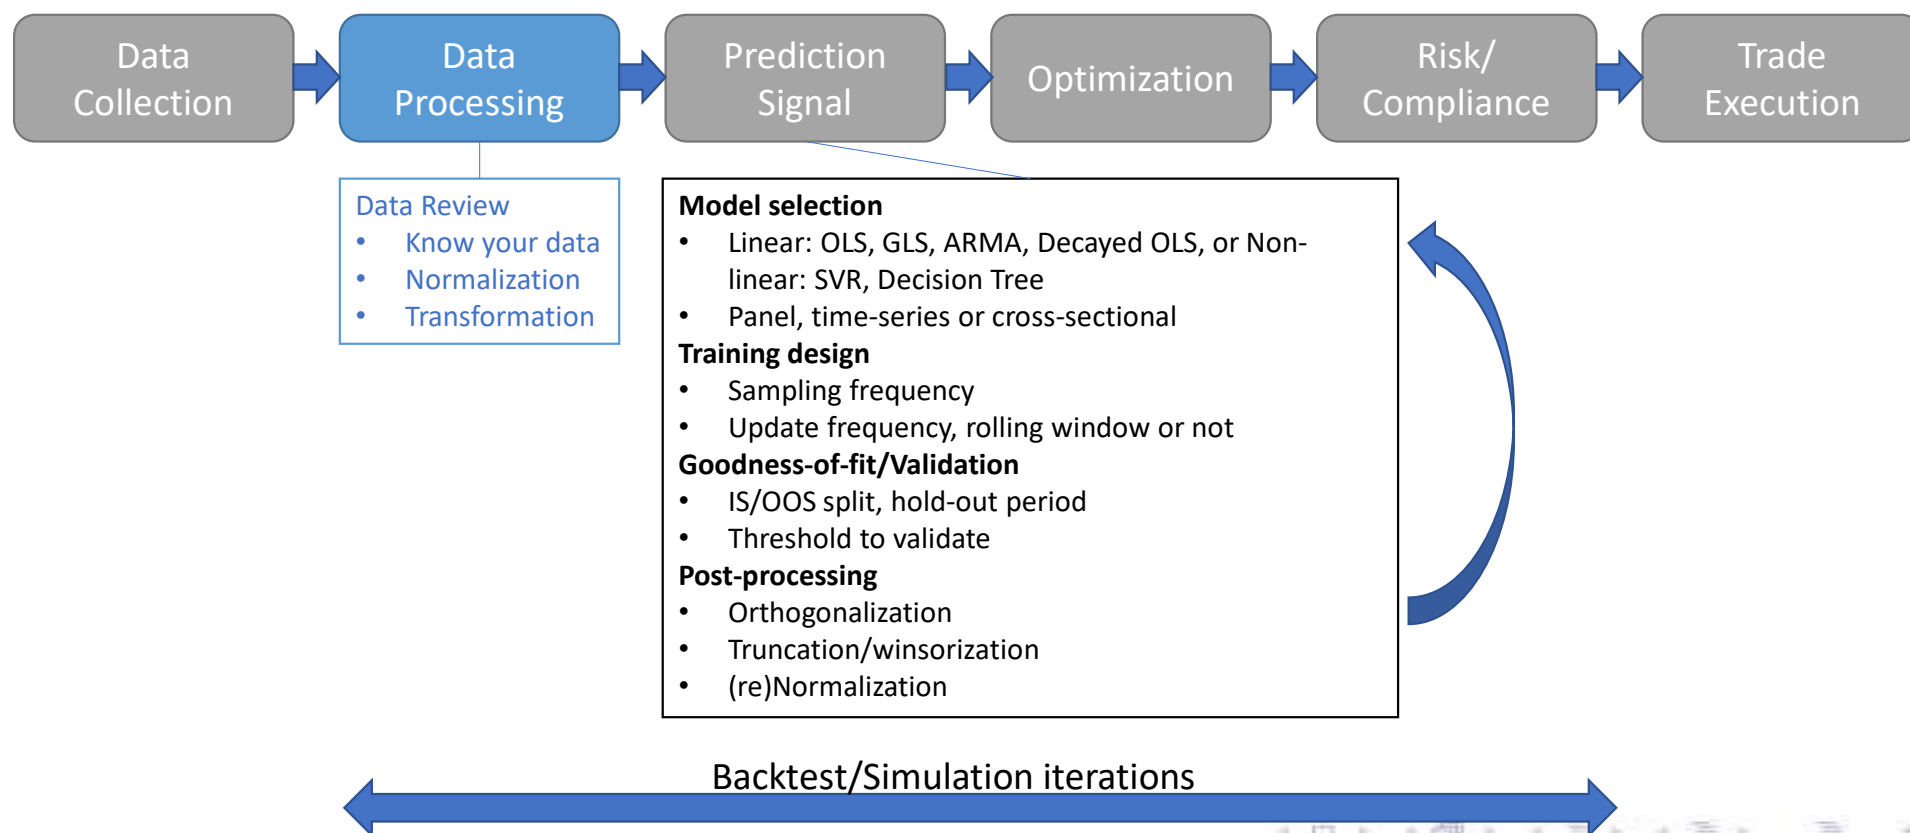 Data
Collection
Data
Processing
Prediction
Signal
Optimization
Risk/
Compliance
Trade
Execution
Data Review
• Know your data
• Normalization
• Transformation
Model selection
• Linear: OLS, GLS, ARMA, Decayed OLS, or Non-
linear: SVR, Decision Tree
• Panel, time-series or cross-sectional
Training design
• Sampling frequency
• Update frequency, rolling window or not
Goodness-of-fit/Validation
• IS/OOS split, hold-out period
• Threshold to validate
Post-processing
• Orthogonalization
• Truncation/winsorization
• (re)Normalization
Backtest/Simulation iterations